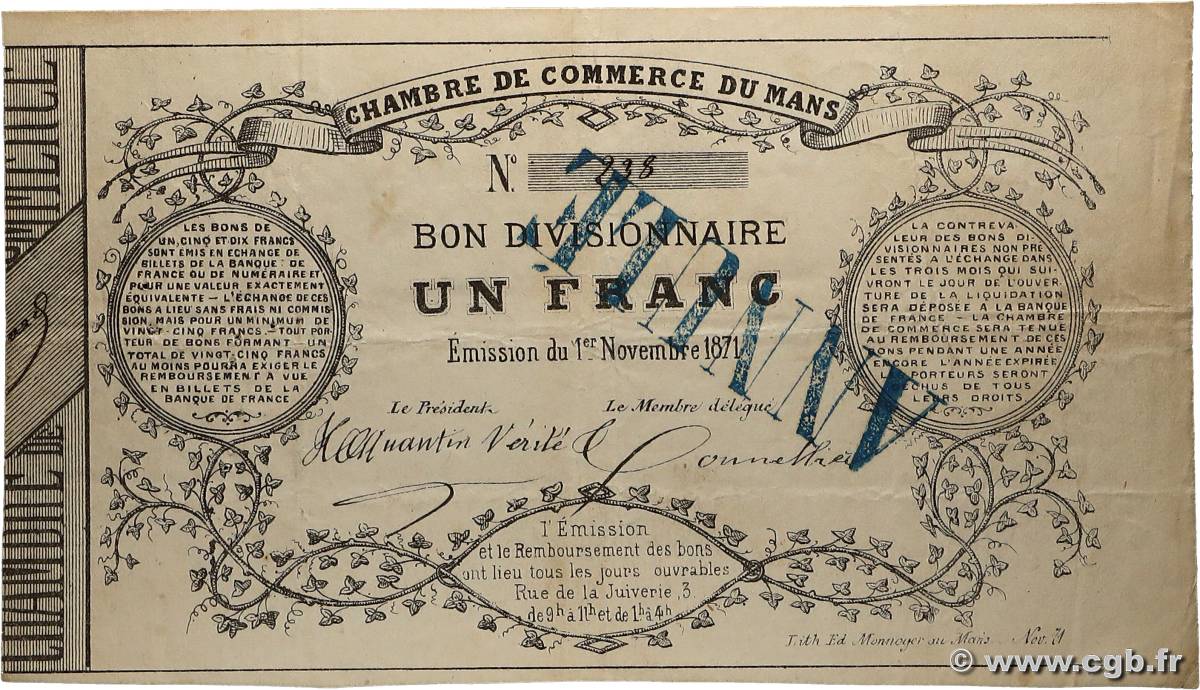 CHAMBRE DE COMMERCE DU MANS
N° 238
BON DIVISIONNAIRE
UN FRANC
Émission du 1er Novembre 1871
ANNULÉ
LES BONS DE
UN, CINQ ET DIX FRANCS
SONT ÉMIS EN ÉCHANGE DE
BILLETS DE LA BANQUE DE
FRANCE OU DE NUMÉRAIRE ET
POUR UNE VALEUR EXACTEMENT
ÉQUIVALENTE – L'ÉCHANGE DE CES
BONS A LIEU SANS FRAIS NI COMMIS
SION, MAIS POUR UN MINIMUM DE
VINGT-CINQ FRANCS – TOUT POR
TEUR DE BONS FORMANT UN
TOTAL DE VINGT-CINQ FRANCS
AU MOINS POURRA EXIGER LE
REMBOURSEMENT A VUE
EN BILLETS DE LA
BANQUE DE FRANCE
LA CONTREVA
LEUR DES BONS DI-
VISIONNAIRES NON PRÉ
SENTÉS A L'ÉCHANGE DANS
LES TROIS MOIS QUI SUI-
VRONT LE JOUR DE L'OUVER
TURE DE LA LIQUIDATION
SERA DÉPOSÉE A LA BANQUE
DE FRANCE – LA CHAMBRE
DE COMMERCE SERA TENUE
AU REMBOURSEMENT DE CES
BONS PENDANT UNE ANNÉE
ENCORE L'ANNÉE EXPIRÉE
PORTEURS SERONT
DÉCHUS DE TOUS
LEURS DROITS
Le Président Le Membre délégué
Quantin Vérité
l'Émission
et le Remboursement des bons
ont lieu tous les jours ouvrables
Rue de la Juiverie, 3.
de 9h à 11h et de 1h à 4h
Lith Ed Monnoyer au Mans Nov. 71
CHAMBRE DE COMMERCE
© www.cgb.fr